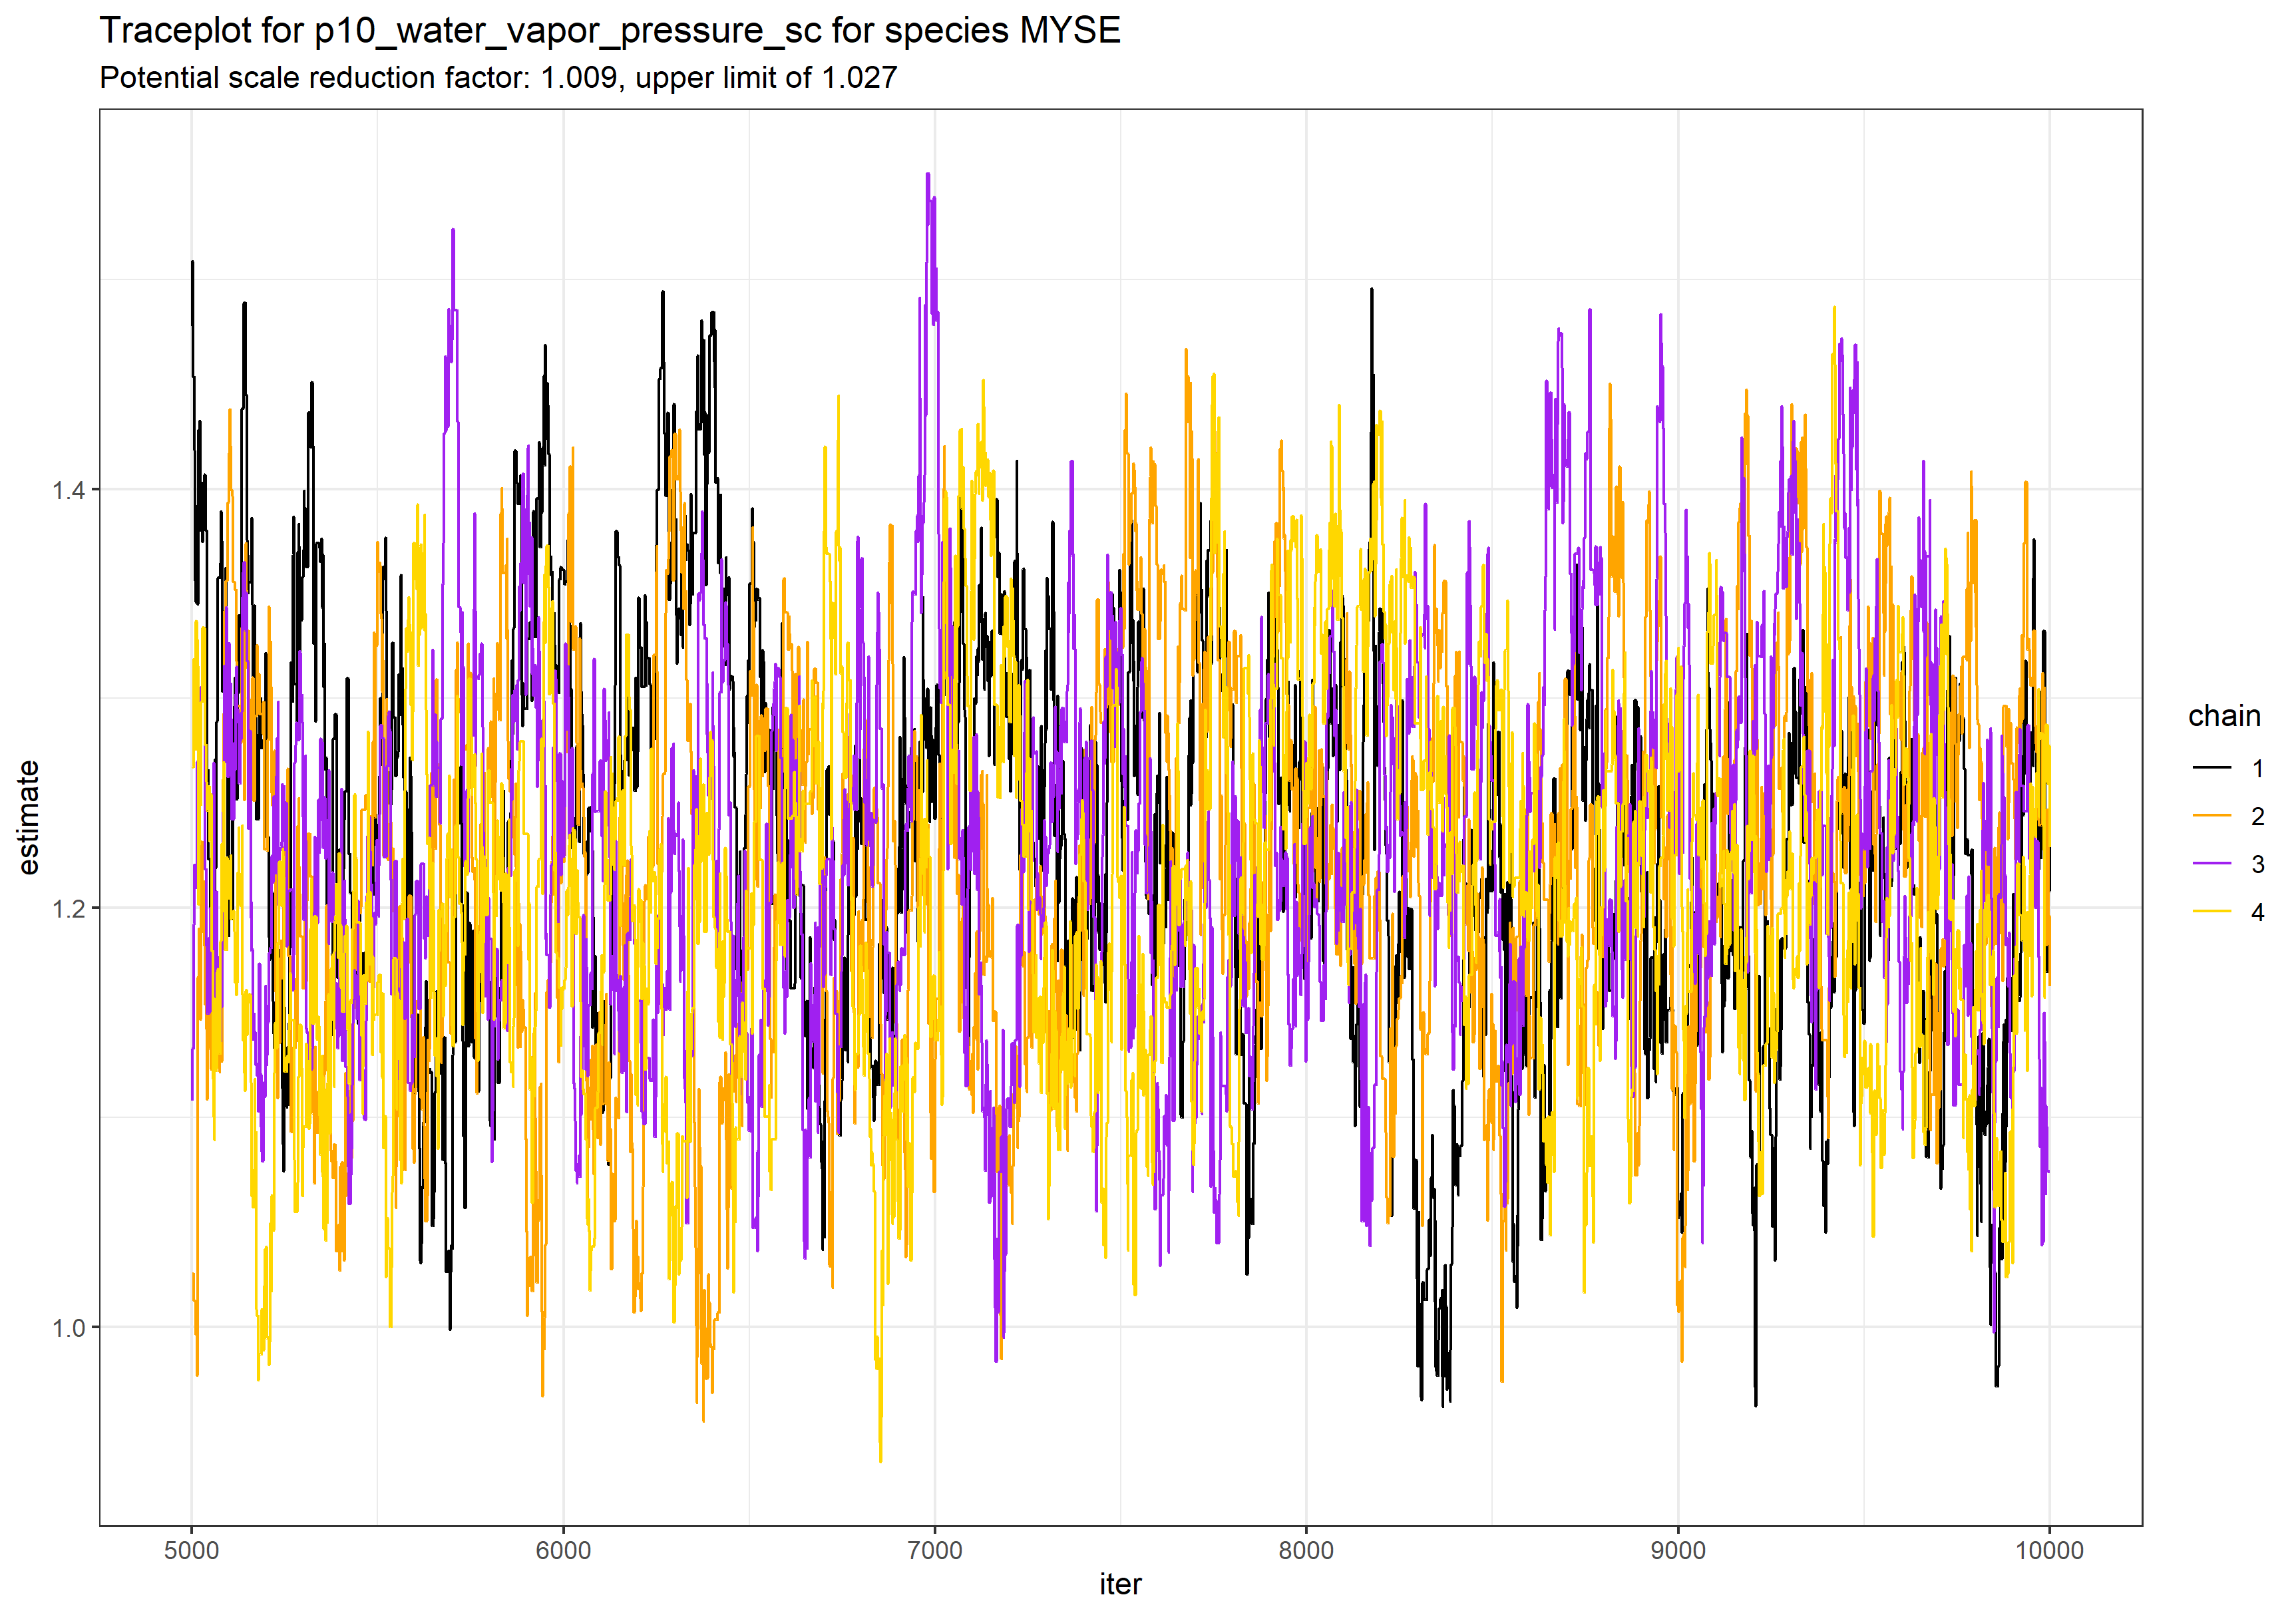 Traceplot for p10_water_vapor_pressure_sc for species MYSE
Potential scale reduction factor: 1.009, upper limit of 1.027
1.4
1.2
1.0
estimate
5000 6000 7000 8000 9000 10000
iter
chain
1
2
3
4